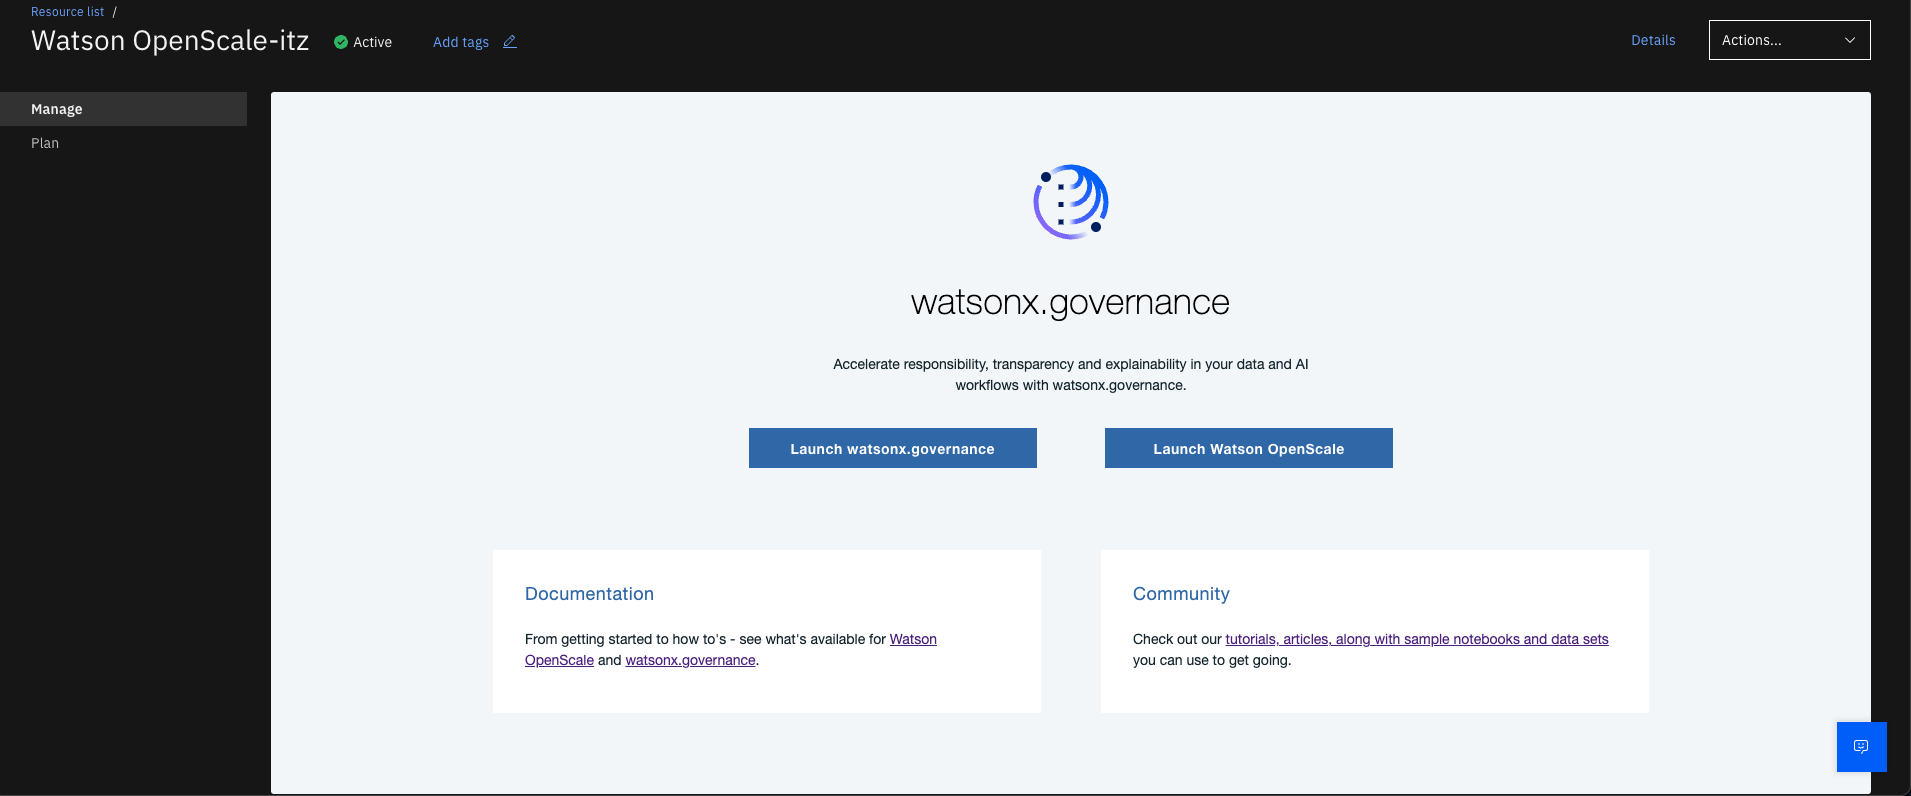 Resource list /
Watson OpenScale-itz
Active
Add tags
Details
Actions...
Manage
Plan
watsonx.governance
Accelerate responsibility, transparency and explainability in your data and AI
workflows with watsonx.governance.
Launch watsonx.governance
Launch Watson OpenScale
Documentation
From getting started to how to's - see what's available for Watson
OpenScale and watsonx.governance.
Community
Check out our tutorials, articles, along with sample notebooks and data sets
you can use to get going.